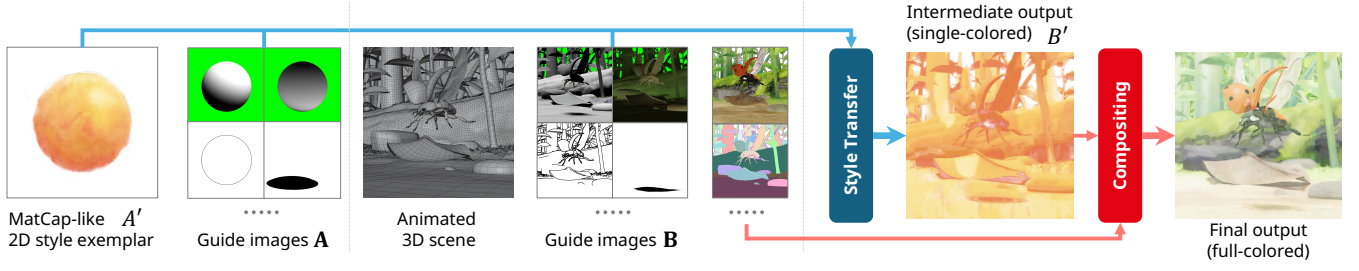 MatCap-like A′
2D style exemplar
Guide images A
Animated
3D scene
Guide images B
Style Transfer
Intermediate output
(single-colored) B′
Compositing
Final output
(full-colored)